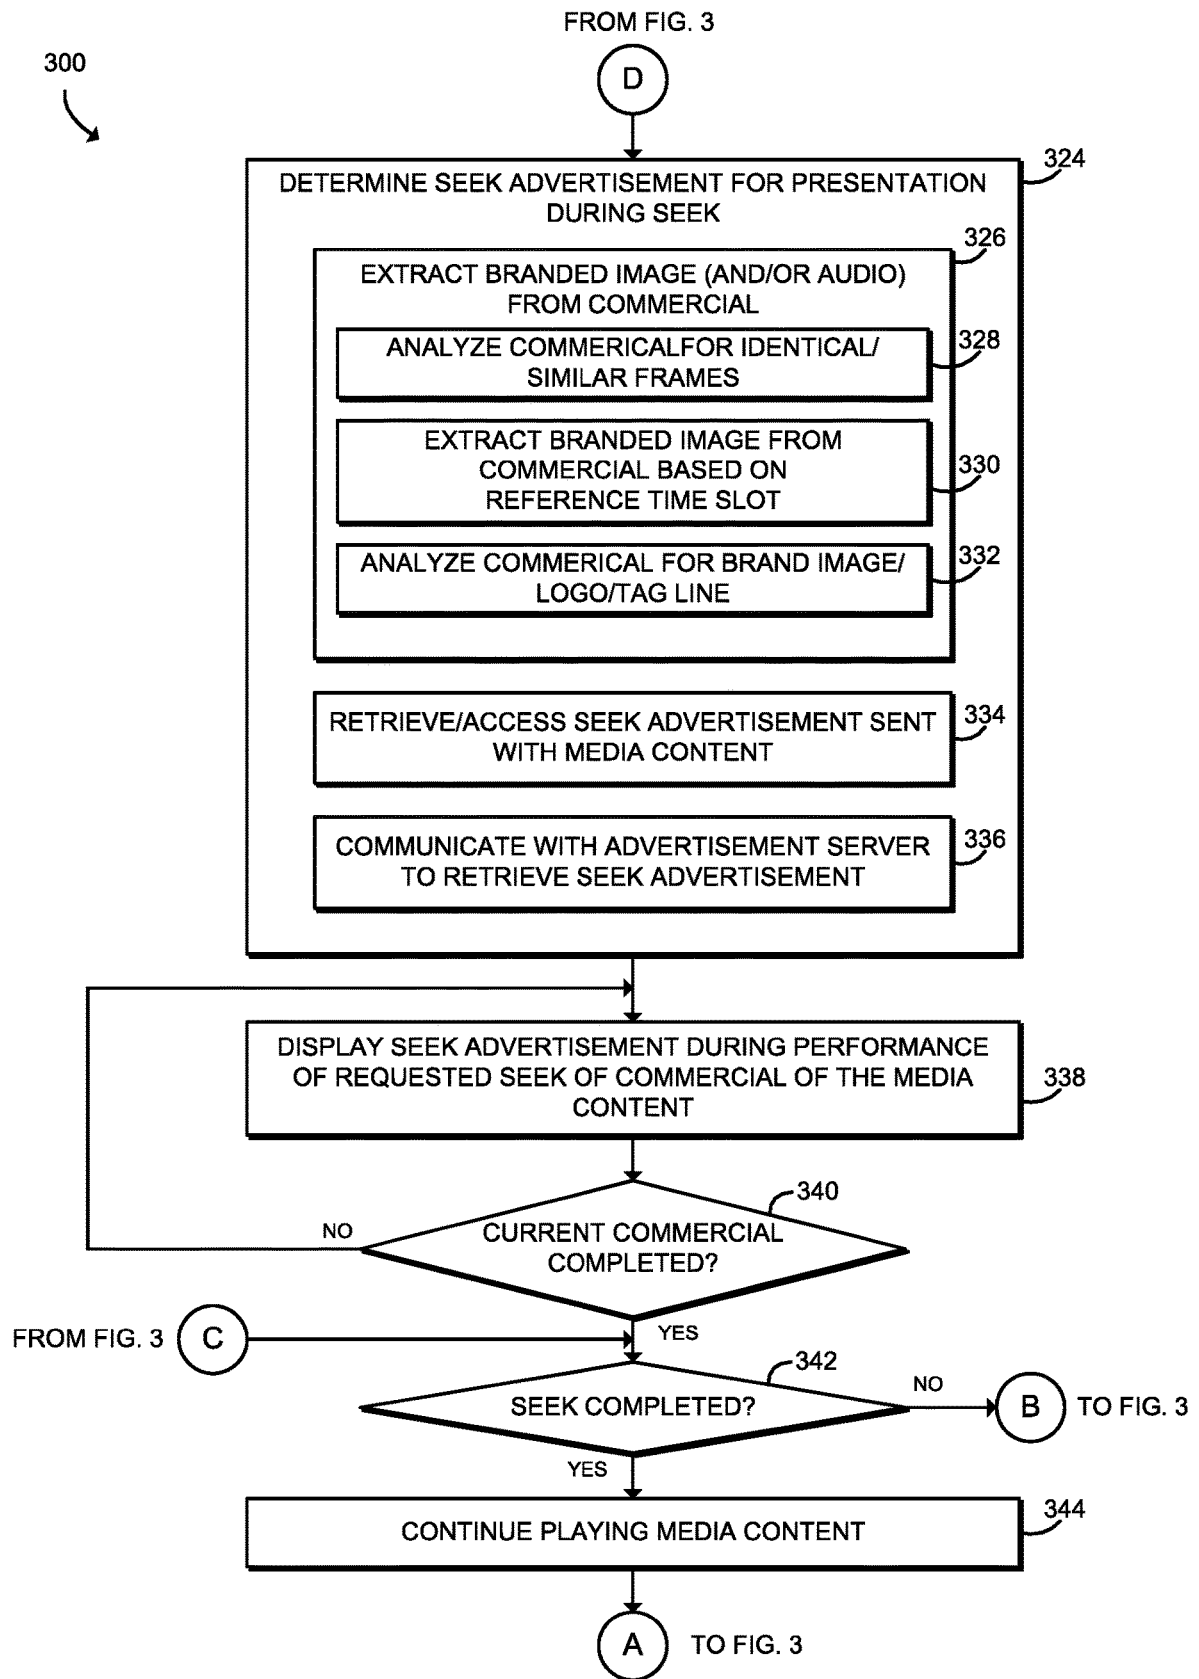 FROM FIG. 3
300
D
324
DETERMINE SEEK ADVERTISEMENT FOR PRESENTATION
DURING SEEK
326
EXTRACT BRANDED IMAGE (AND/OR AUDIO)
FROM COMMERCIAL
328
ANALYZE COMMERICALFOR IDENTICAL/
SIMILAR FRAMES
EXTRACT BRANDED IMAGE FROM
COMMERCIAL BASED ON
REFERENCE TIME SLOT
330
ANALYZE COMMERICAL FOR BRAND IMAGE/
LOGO/TAG LINE
332
RETRIEVE/ACCESS SEEK ADVERTISEMENT SENT
WITH MEDIA CONTENT
334
COMMUNICATE WITH ADVERTISEMENT SERVER
TO RETRIEVE SEEK ADVERTISEMENT
336
DISPLAY SEEK ADVERTISEMENT DURING PERFORMANCE
OF REQUESTED SEEK OF COMMERCIAL OF THE MEDIA
CONTENT
338
340
NO
CURRENT COMMERCIAL
COMPLETED?
FROM FIG. 3
C
YES
342
SEEK COMPLETED?
NO
B
TO FIG. 3
YES
CONTINUE PLAYING MEDIA CONTENT
344
A
TO FIG. 3